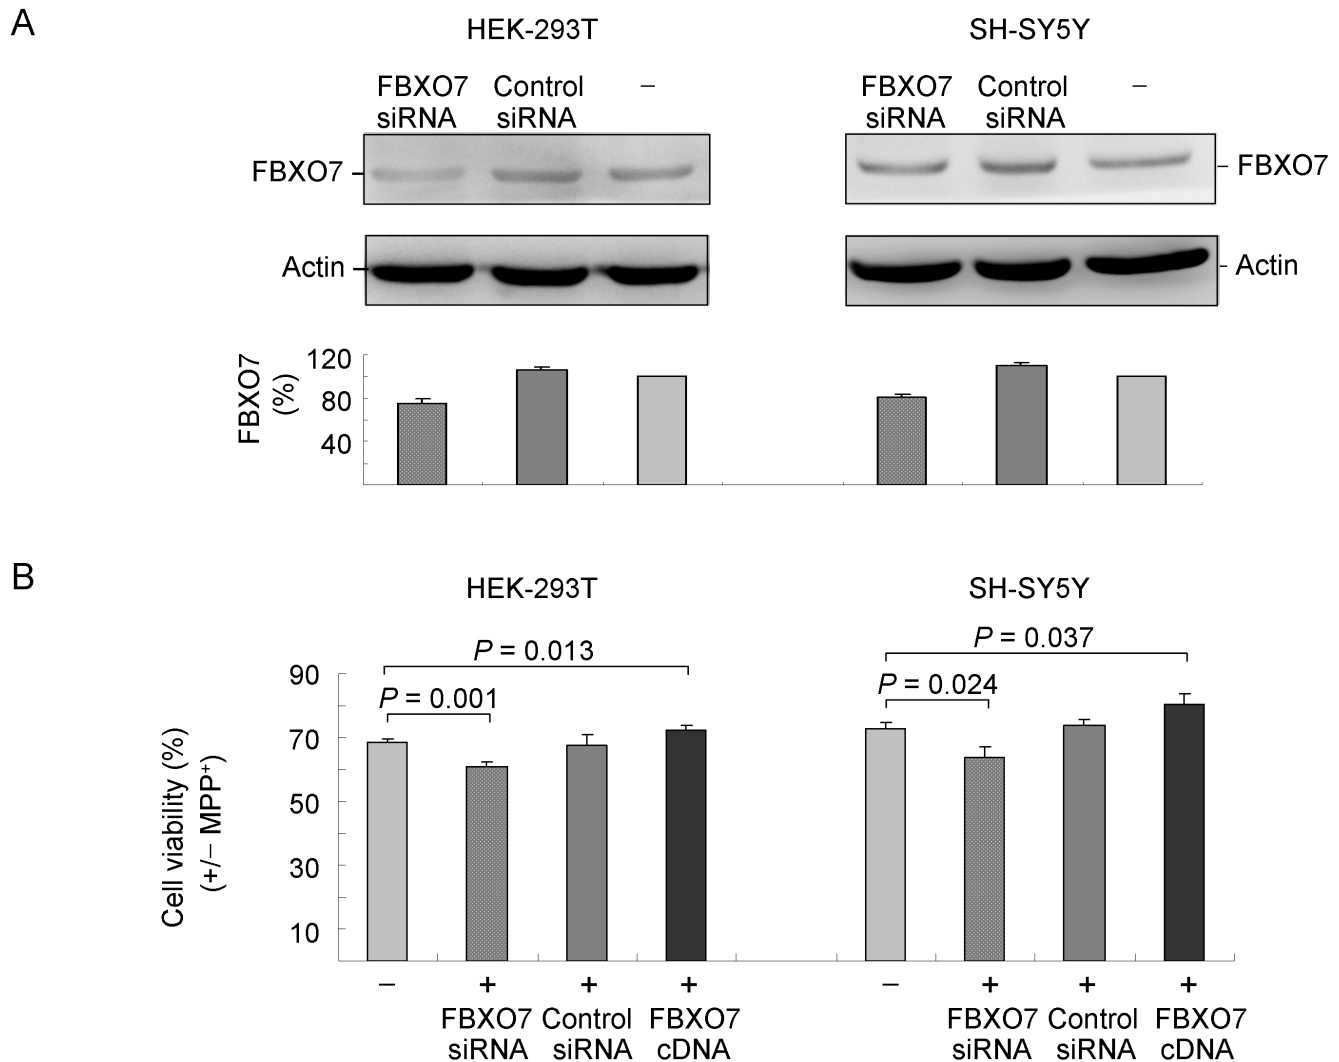 A
HEK-293T
SH-SY5Y
FBXO7 siRNA
Control siRNA
–
FBXO7 siRNA
Control siRNA
–
FBXO7
FBXO7
Actin
Actin
FBXO7 (%)
120
80
40
B
HEK-293T
SH-SY5Y
P = 0.013
P = 0.001
P = 0.037
P = 0.024
Cell viability (%)
(+/– MPP⁺)
90
70
50
30
10
– + + +
– + + +
FBXO7 Control FBXO7
siRNA siRNA cDNA
FBXO7 Control FBXO7
siRNA siRNA cDNA